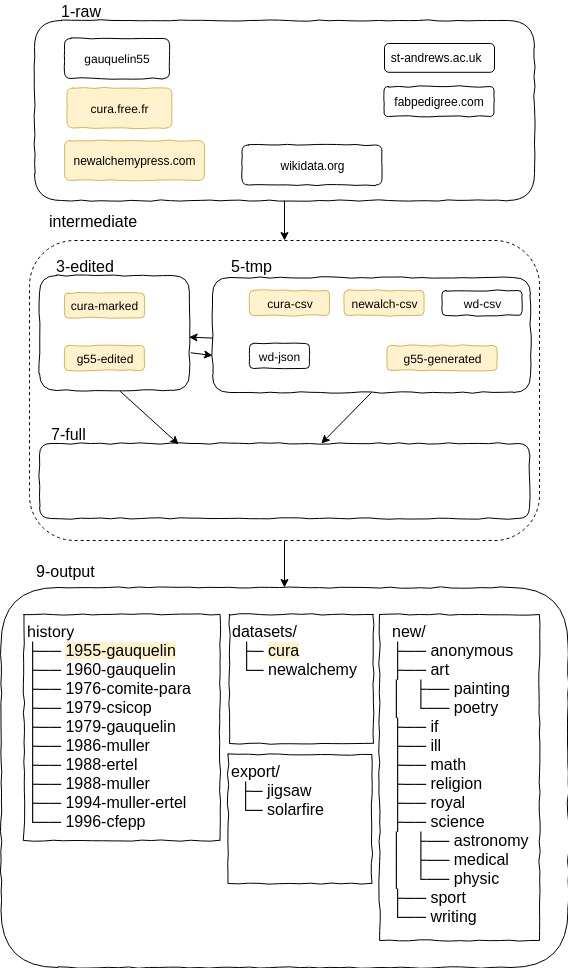 1-raw
gauquelin55
st-andrews.ac.uk
cura.free.fr
fabpedigree.com
newalchemypress.com
wikidata.org
intermediate
3-edited
5-tmp
cura-marked
cura-csv
newalch-csv
wd-csv
g55-edited
wd-json
g55-generated
7-full
9-output
history
1955-gauquelin
1960-gauquelin
1976-comite-para
1979-csicop
1979-gauquelin
1986-muller
1988-ertel
1988-muller
1994-muller-ertel
1996-cfepp
datasets/
cura
newalchemy
export/
jigsaw
solarfire
new/
anonymous
art
painting
poetry
if
ill
math
religion
royal
science
astronomy
medical
physic
sport
writing